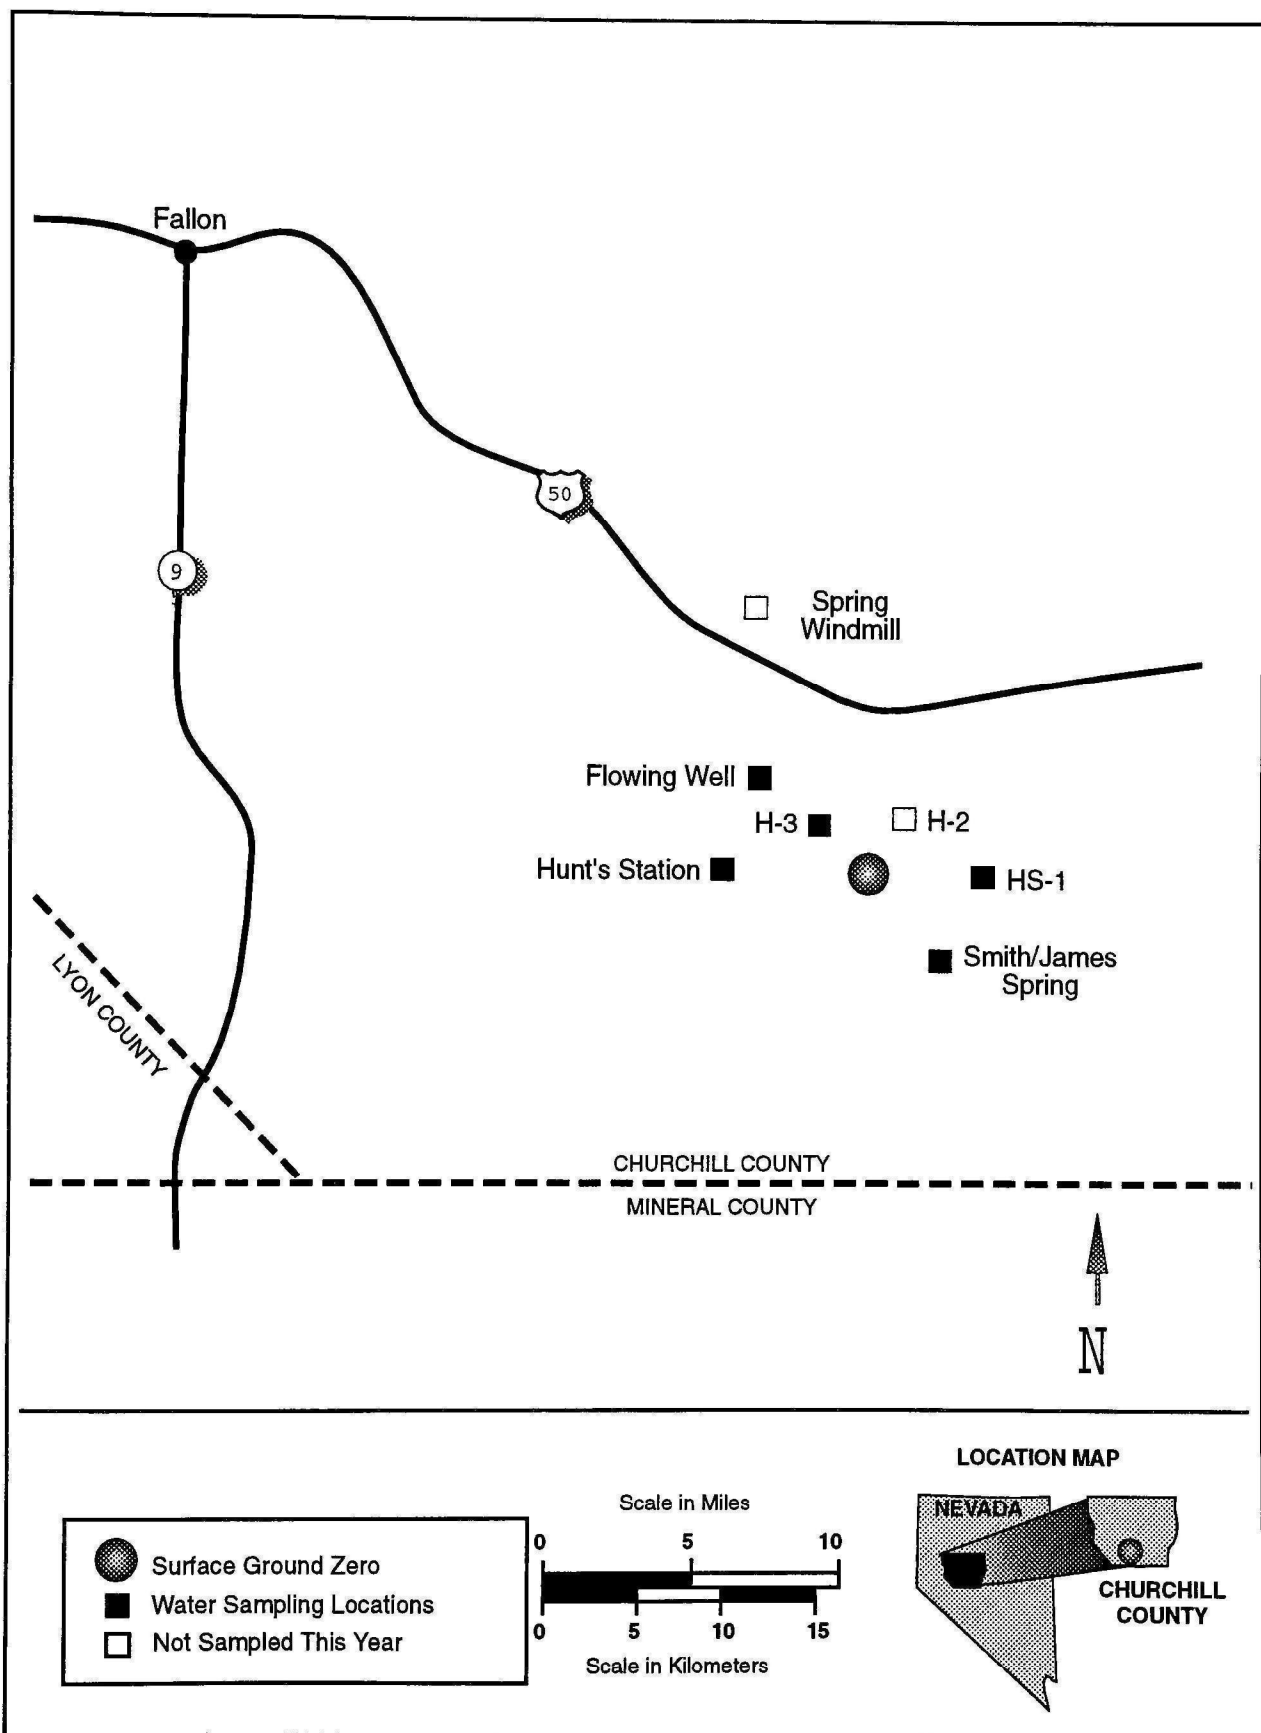 Fallon
50
9
Spring
Windmill
Flowing Well
H-3
H-2
Hunt's Station
HS-1
Smith/James
Spring
LYON COUNTY
CHURCHILL COUNTY
MINERAL COUNTY
N
LOCATION MAP
NEVADA
CHURCHILL
COUNTY
Surface Ground Zero
Water Sampling Locations
Not Sampled This Year
Scale in Miles
0 5 10
0 5 10 15
Scale in Kilometers